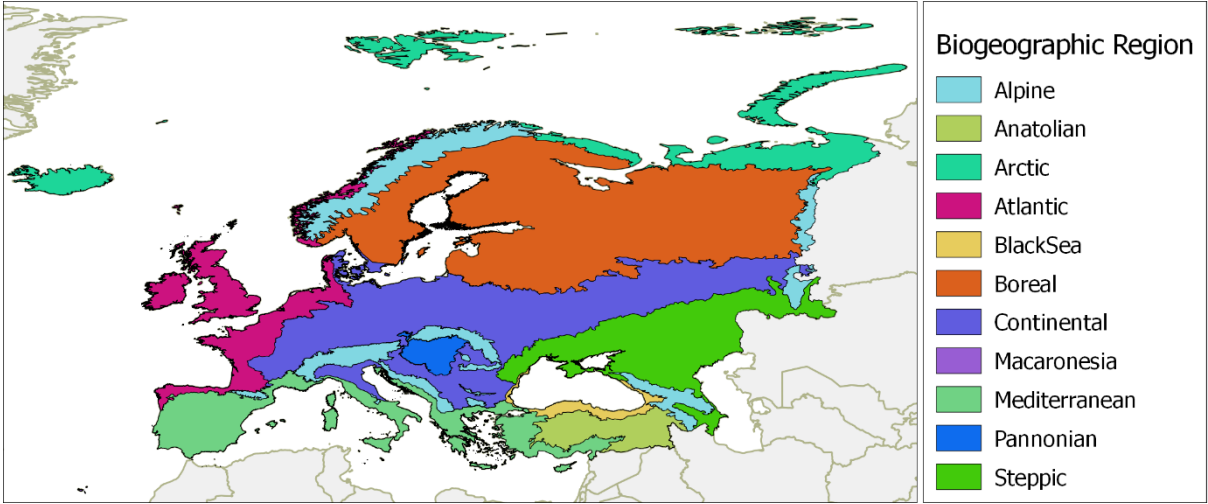 Biogeographic Region
Alpine
Anatolian
Arctic
Atlantic
BlackSea
Boreal
Continental
Macaronesia
Mediterranean
Pannonian
Steppic